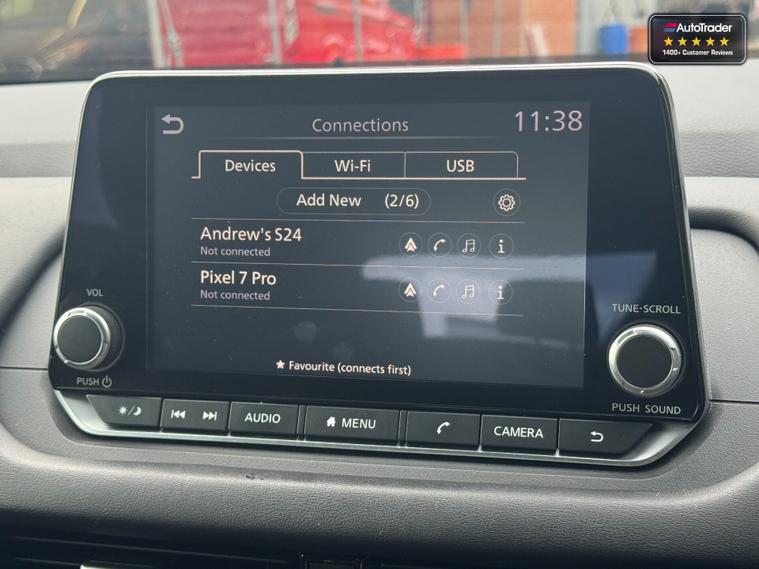 AutoTrader
1400+ Customer Reviews
Connections
11:38
Devices
Wi-Fi
USB
Add New (2/6)
Andrew's S24
Not connected
Pixel 7 Pro
Not connected
Favourite (connects first)
VOL
PUSH
TUNE·SCROLL
PUSH SOUND
AUDIO
MENU
CAMERA